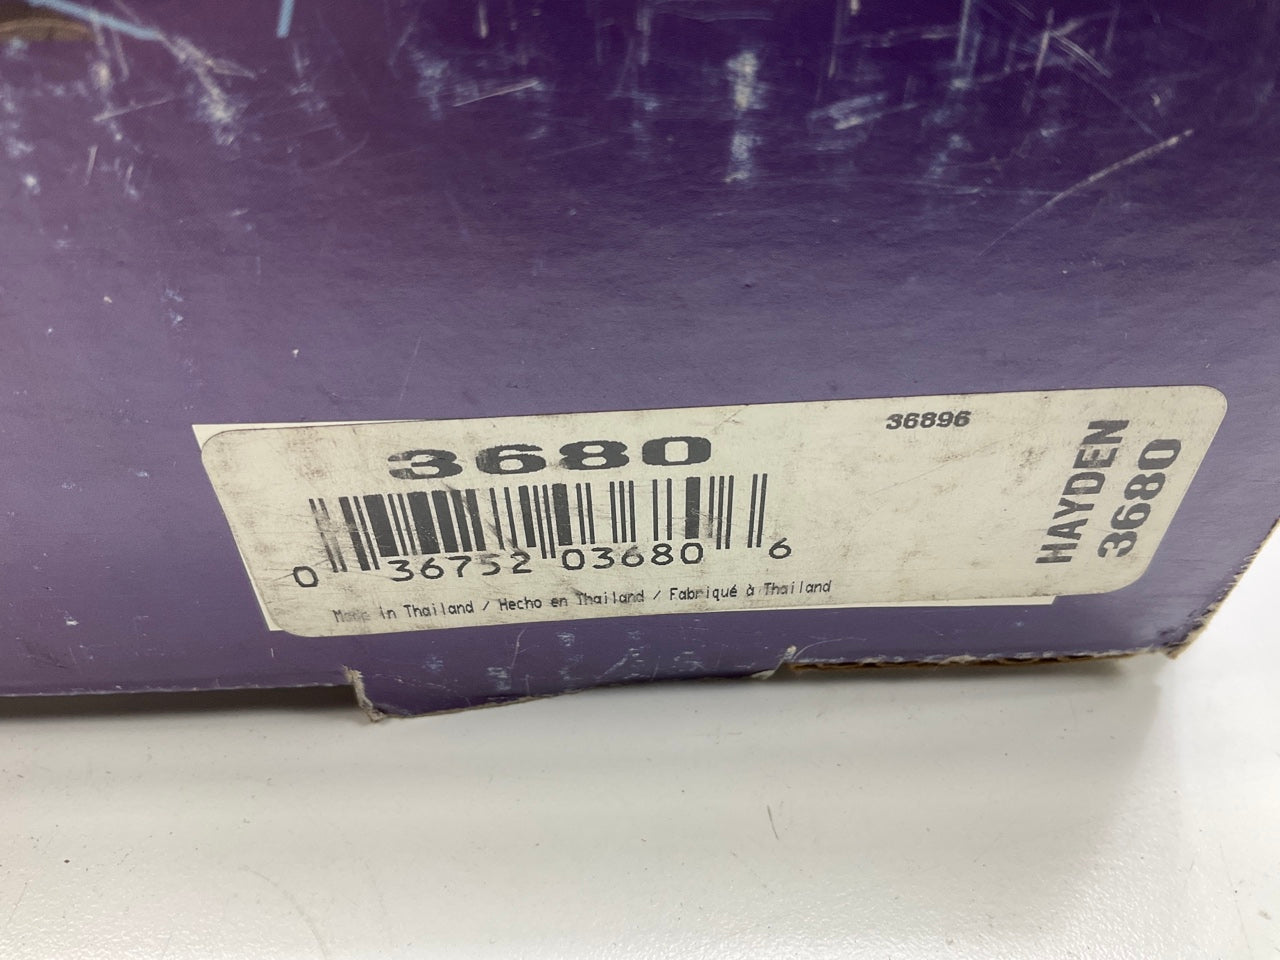 3680
36896
0 36752 03680 6
Made in Thailand / Hecho en Thailand / Fabriqué à Thailand
HAYDEN
3680